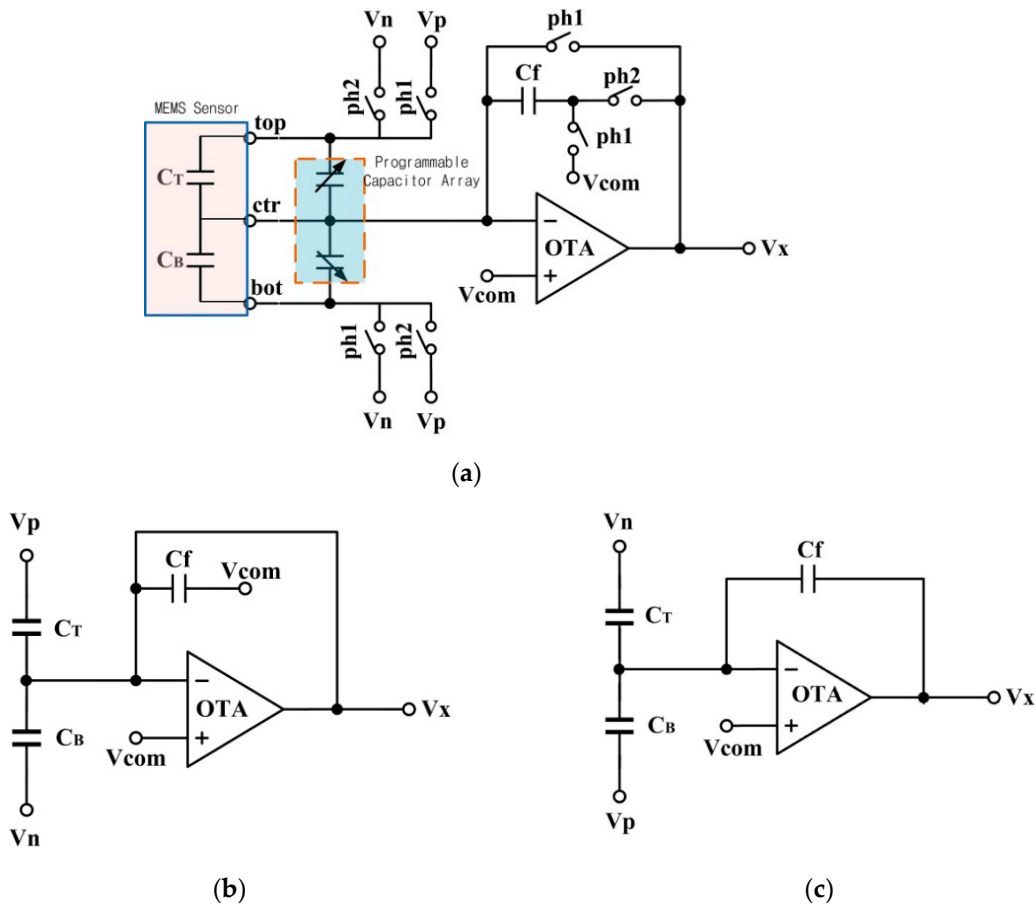 (a)
Vn Vp
ph2 ph1
ph1
Cf ph2
ph1
Vcom
MEMS Sensor
top
CT
ctr
CB
bot
Programmable
Capacitor Array
−
OTA
+
Vcom
Vx
ph1 ph2
Vn Vp
(a)
Vp
Cf Vcom
CT
−
OTA
+
Vx
CB
Vcom
Vn
(b)
Vn
Cf
CT
−
OTA
+
Vx
CB
Vcom
Vp
(c)